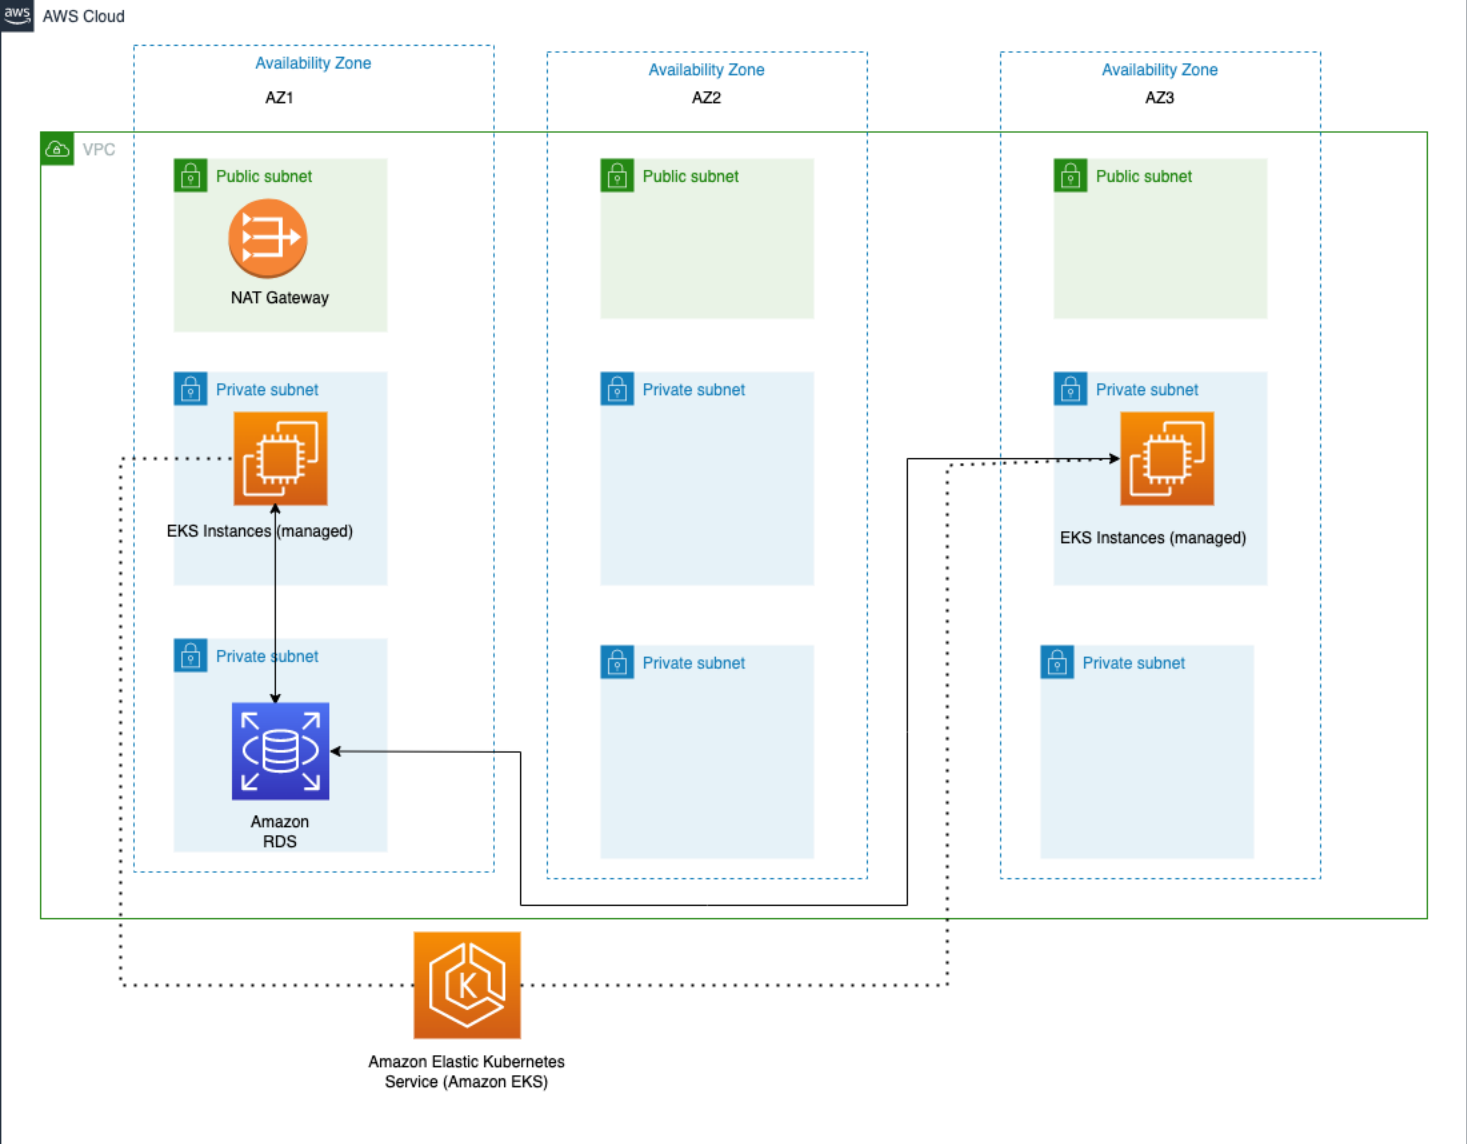 aws
AWS Cloud
Availability Zone
AZ1
Availability Zone
AZ2
Availability Zone
AZ3
VPC
Public subnet
Public subnet
Public subnet
NAT Gateway
Private subnet
Private subnet
Private subnet
EKS Instances (managed)
EKS Instances (managed)
Private subnet
Private subnet
Private subnet
Amazon
RDS
K
Amazon Elastic Kubernetes
Service (Amazon EKS)